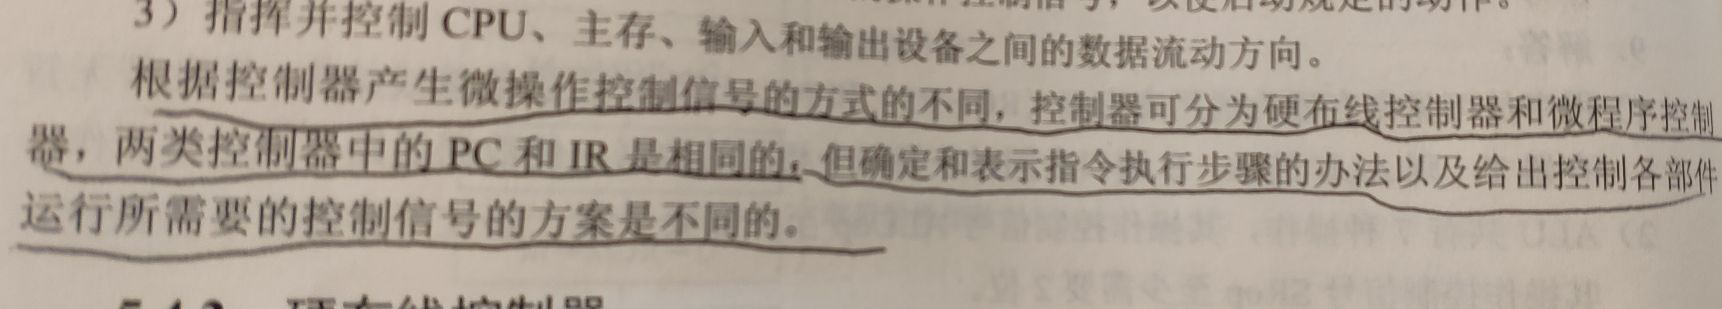 3）指挥并控制 CPU、主存、输入和输出设备之间的数据流动方向。
根据控制器产生微操作控制信号的方式的不同，控制器可分为硬布线控制器和微程序控制
器，两类控制器中的 PC 和 IR 是相同的，但确定和表示指令执行步骤的办法以及给出控制各部件
运行所需要的控制信号的方案是不同的。
硬布线控制器